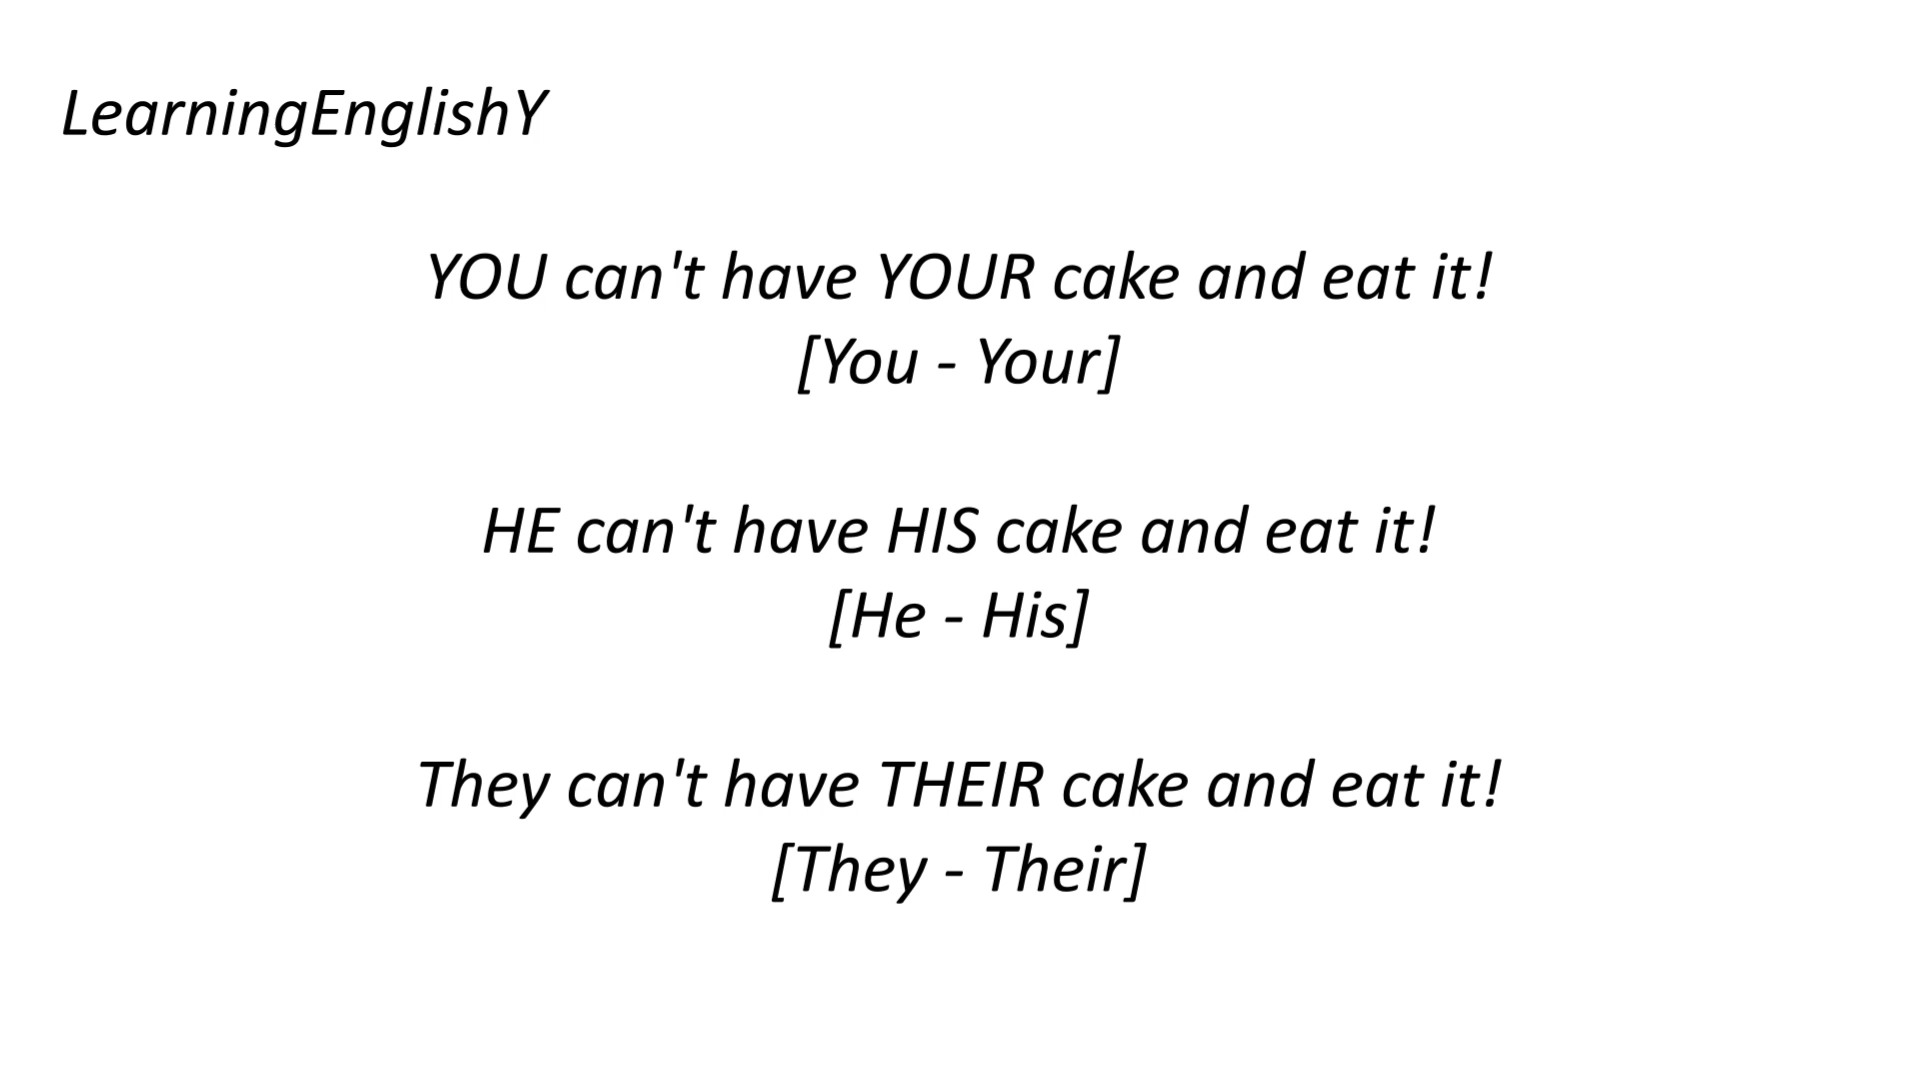 LearningEnglishY
YOU can't have YOUR cake and eat it!
[You - Your]
HE can't have HIS cake and eat it!
[He - His]
They can't have THEIR cake and eat it!
[They - Their]